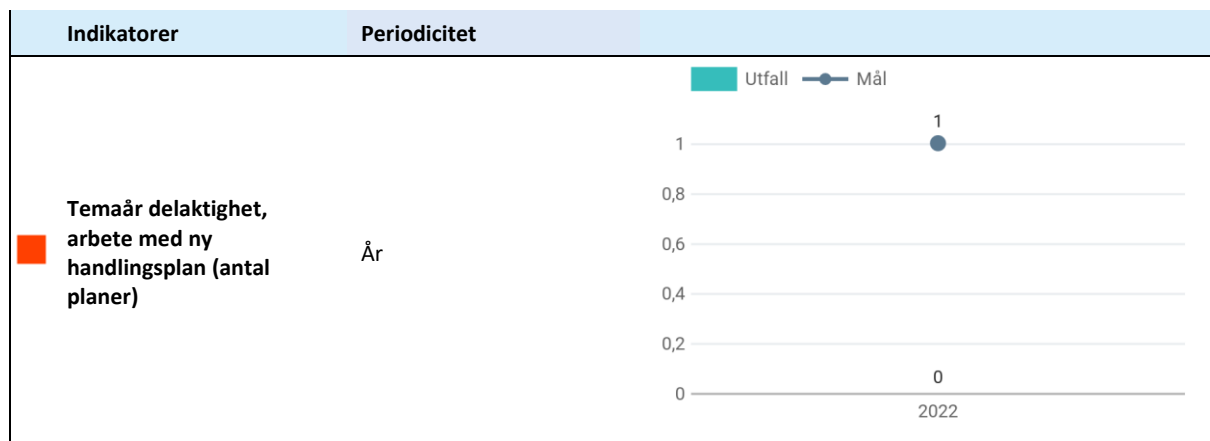 Indikatorer Periodicitet
Utfall Mål
1
1
0,8
Temaår delaktighet,
arbete med ny
handlingsplan (antal
planer)
År
0,6
0,4
0,2
0
0
2022